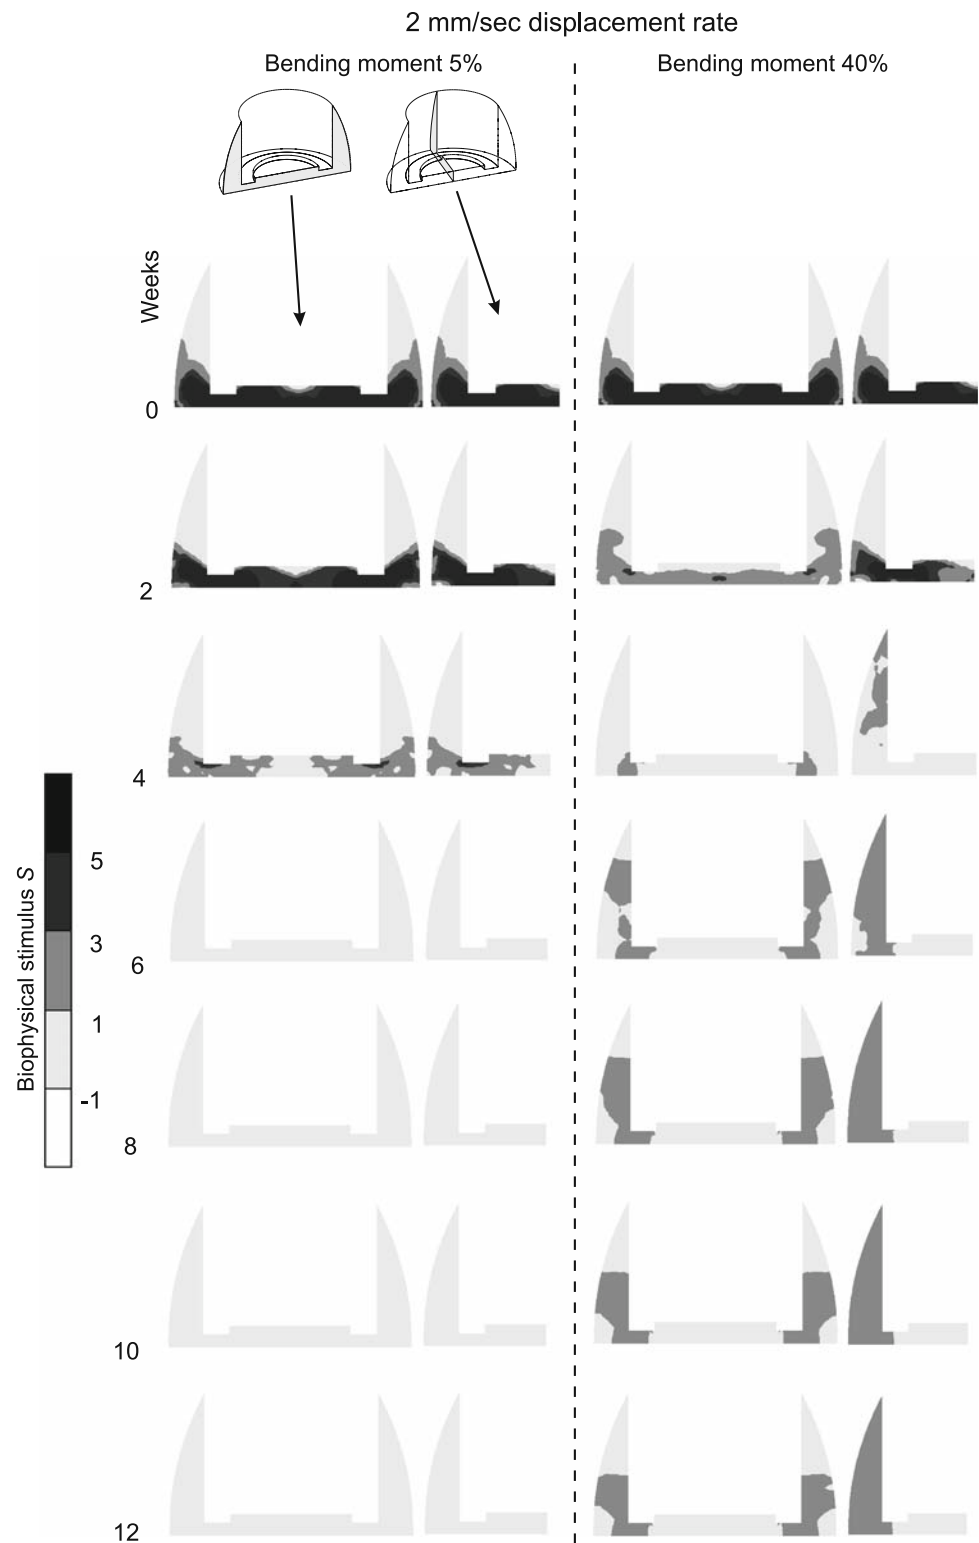 2 mm/sec displacement rate
Bending moment 5%
Bending moment 40%
Weeks
0
2
4
6
8
10
12
Biophysical stimulus S
5
3
1
-1